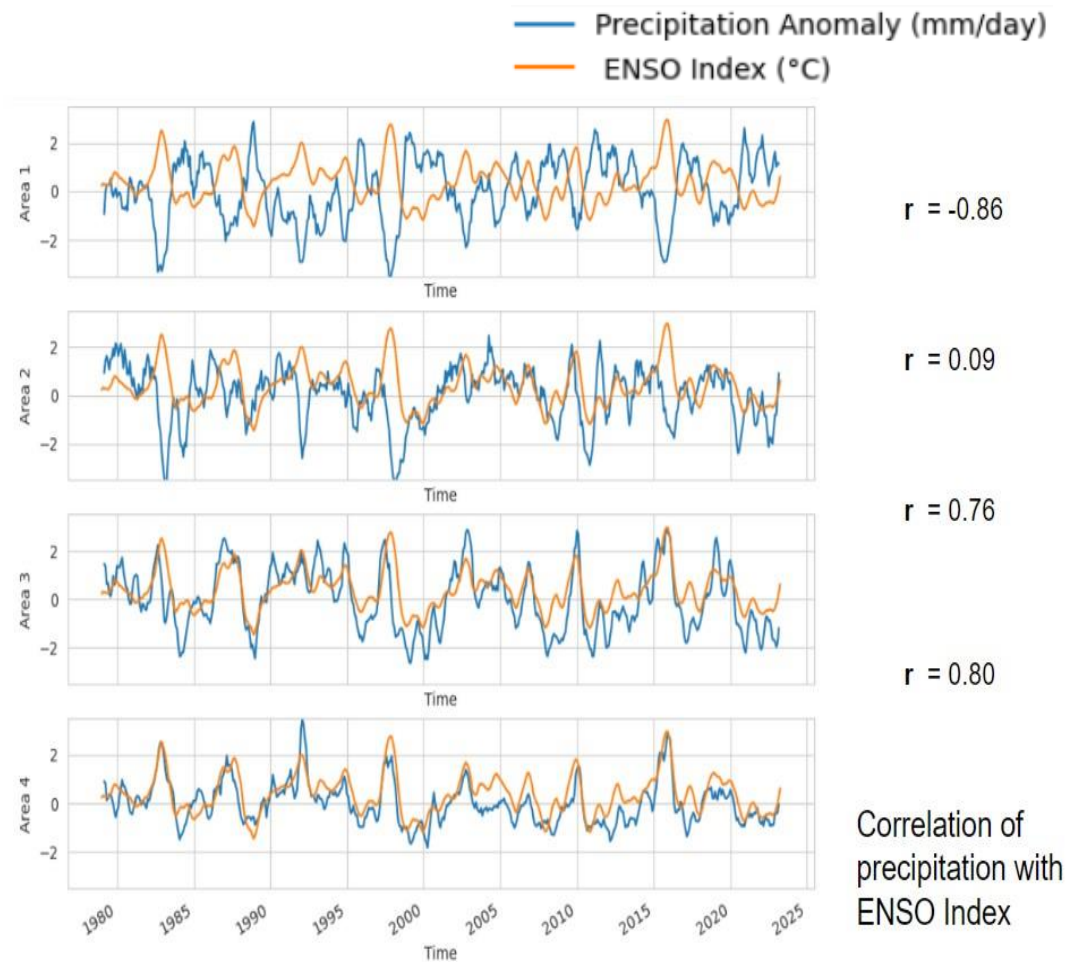 Precipitation Anomaly (mm/day)
ENSO Index (°C)
Area 1
2
0
−2
Time
r = -0.86
Area 2
2
0
−2
Time
r = 0.09
Area 3
2
0
−2
Time
r = 0.76
r = 0.80
Area 4
2
0
−2
1980 1985 1990 1995 2000 2005 2010 2015 2020 2025
Time
Correlation of
precipitation with
ENSO Index